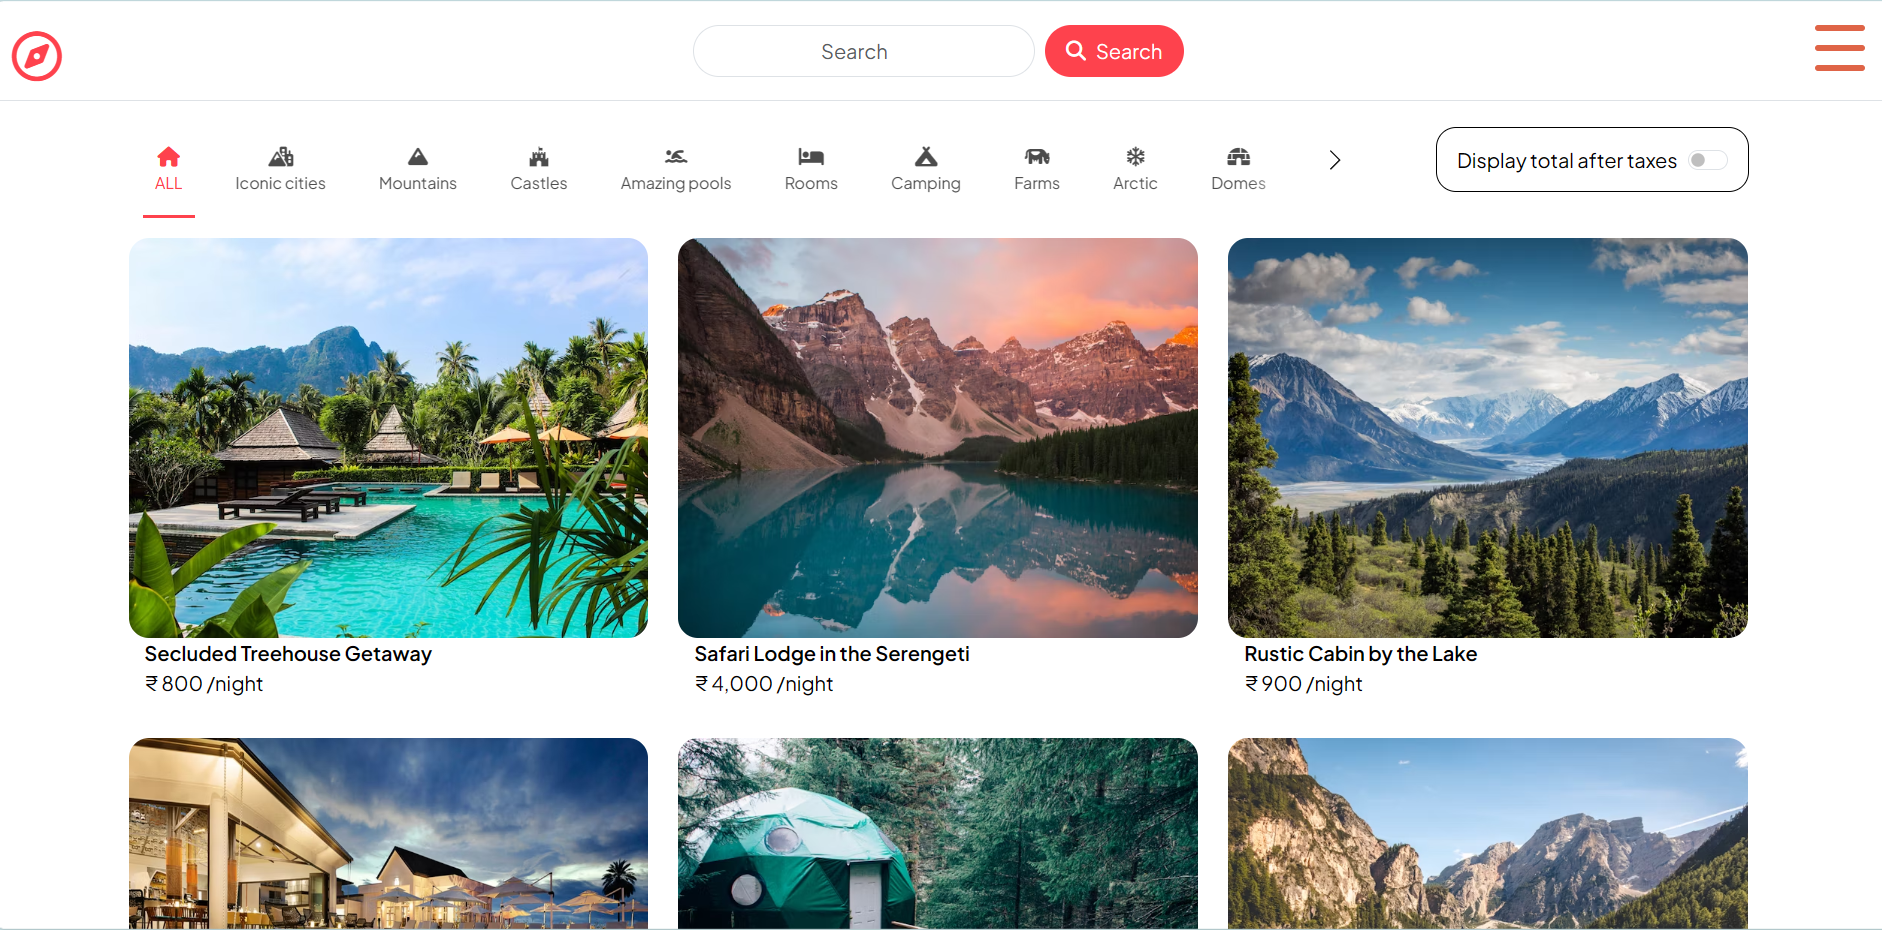 Search
Search
ALL
Iconic cities
Mountains
Castles
Amazing pools
Rooms
Camping
Farms
Arctic
Domes
Display total after taxes
Secluded Treehouse Getaway
₹ 800 /night
Safari Lodge in the Serengeti
₹ 4,000 /night
Rustic Cabin by the Lake
₹ 900 /night